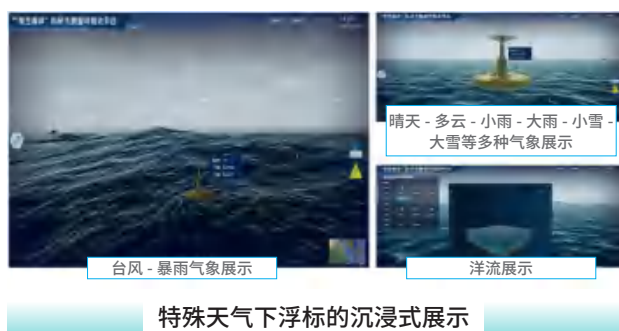 晴天 - 多云 - 小雨 - 大雨 - 小雪 -
大雪等多种气象展示
台风 - 暴雨气象展示
洋流展示
特殊天气下浮标的沉浸式展示